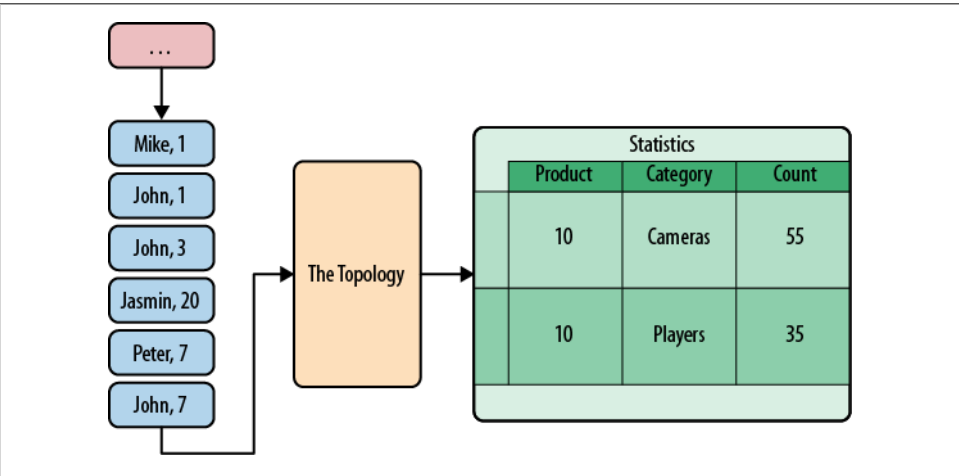 ...
Mike, 1
John, 1
John, 3
Jasmin, 20
Peter, 7
John, 7
The Topology
Statistics
Product Category Count
10 Cameras 55
10 Players 35